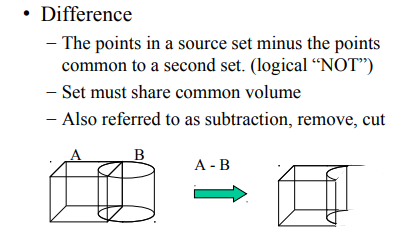 • Difference
– The points in a source set minus the points
common to a second set. (logical “NOT”)
– Set must share common volume
– Also referred to as subtraction, remove, cut
A B
A - B